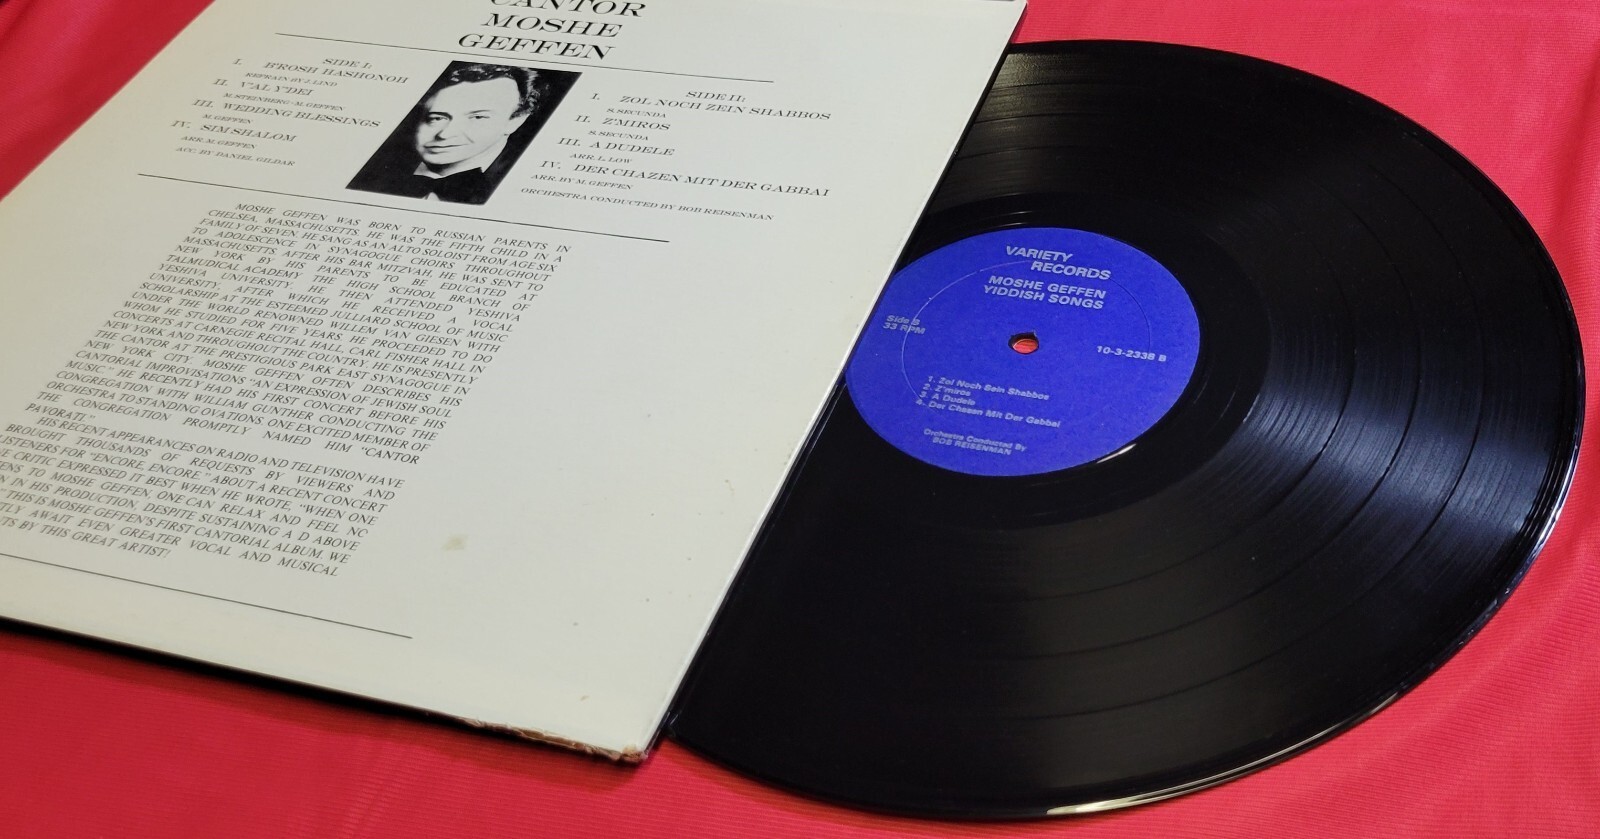 CANTOR
MOSHE
GEFFEN
SIDE I:
I. B'ROSH HASHONOH
REFRAIN BY J. LIND
II. V'AL Y'DEI
M. STEINBERG-M. GEFFEN
III. WEDDING BLESSINGS
M. GEFFEN
IV. SIM SHALOM
ARR. M. GEFFEN
ACC. BY DANIEL GILDAR
SIDE II:
I. ZOL NOCH ZEIN SHABBOS
S. SECUNDA
II. Z'MIROS
S. SECUNDA
III. A DUDELE
ARR. L. LOW
IV. DER CHAZEN MIT DER GABBAI
ARR. BY M. GEFFEN
ORCHESTRA CONDUCTED BY BOB REISENMAN
MOSHE GEFFEN WAS BORN TO RUSSIAN PARENTS IN
CHELSEA, MASSACHUSETTS. HE WAS THE FIFTH CHILD IN A
FAMILY OF SEVEN. HE SANG AS AN ALTO SOLOIST FROM AGE SIX
TO ADOLESCENCE IN SYNAGOGUE CHOIRS THROUGHOUT
MASSACHUSETTS AFTER HIS BAR MITZVAH. HE WAS SENT TO
NEW YORK BY HIS PARENTS TO BE EDUCATED AT
TALMUDICAL ACADEMY THE HIGH SCHOOL BRANCH OF
YESHIVA UNIVERSITY. HE THEN ATTENDED YESHIVA
UNIVERSITY, AFTER WHICH HE RECEIVED A VOCAL
SCHOLARSHIP AT THE ESTEEMED JULLIARD SCHOOL OF MUSIC
UNDER THE WORLD RENOWNED WILLEM VAN GIESEN WITH
WHOM HE STUDIED FOR FIVE YEARS. HE PROCEEDED TO DO
CONCERTS AT CARNEGIE RECITAL HALL, CARL FISHER HALL IN
NEW YORK AND THROUGHOUT THE COUNTRY. HE IS PRESENTLY
THE CANTOR AT THE PRESTIGIOUS PARK EAST SYNAGOGUE IN
NEW YORK CITY. MOSHE GEFFEN OFTEN DESCRIBES HIS
CANTORIAL IMPROVISATIONS "AN EXPRESSION OF JEWISH SOUL
MUSIC." HE RECENTLY HAD HIS FIRST CONCERT BEFORE HIS
CONGREGATION WITH WILLIAM GUNTHER CONDUCTING THE
ORCHESTRA TO STANDING OVATIONS. ONE EXCITED MEMBER OF
THE CONGREGATION PROMPTLY NAMED HIM "CANTOR
PAVORATI."
HIS RECENT APPEARANCES ON RADIO AND TELEVISION HAVE
BROUGHT THOUSANDS OF REQUESTS BY VIEWERS AND
LISTENERS FOR "ENCORE, ENCORE." ABOUT A RECENT CONCERT
CRITIC EXPRESSED IT BEST WHEN HE WROTE, "WHEN ONE
TO MOSHE GEFFEN, ONE CAN RELAX AND FEEL NO
IN HIS PRODUCTION, DESPITE SUSTAINING A D ABOVE
" THIS IS MOSHE GEFFEN'S FIRST CANTORIAL ALBUM. WE
AWAIT EVEN GREATER VOCAL AND MUSICAL
BY THIS GREAT ARTIST!
VARIETY
RECORDS
MOSHE GEFFEN
YIDDISH SONGS
Side B
33 RPM
10-3-2338 B
1. Zol Noch Sein Shabbos
2. Z'miros
3. A Dudele
4. Der Chazen Mit Der Gabbai
Orchestra Conducted By
BOB REISENMAN